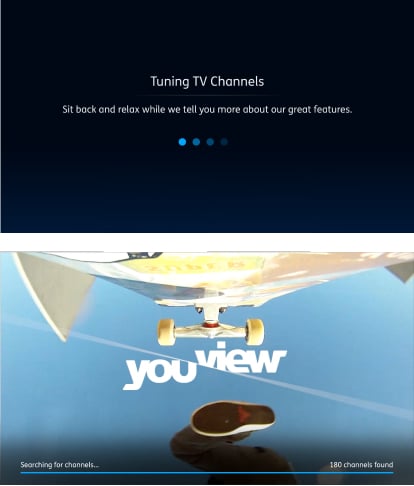 Tuning TV Channels
Sit back and relax while we tell you more about our great features.
youview
Searching for channels...
180 channels found